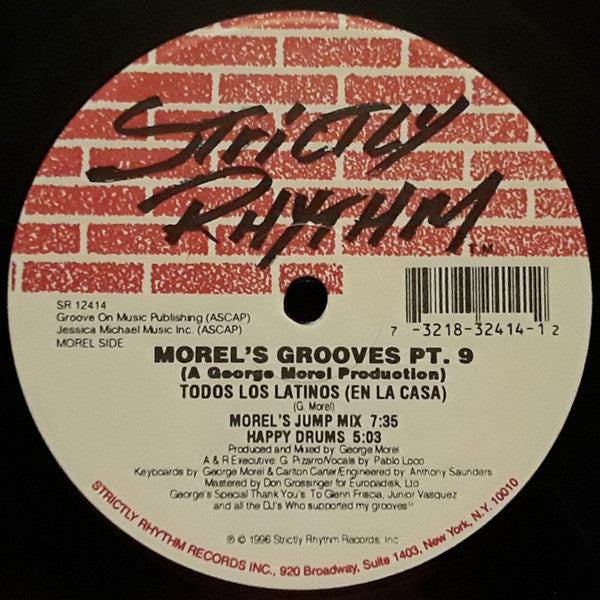 STRICTLY
RHYTHM
TM
SR 12414
Groove On Music Publishing (ASCAP)
Jessica Michael Music Inc. (ASCAP)
MOREL SIDE
7 -3218-32414-1 2
MOREL'S GROOVES PT. 9
(A George Morel Production)
TODOS LOS LATINOS (EN LA CASA)
(G. Morel)
MOREL'S JUMP MIX 7:35
HAPPY DRUMS 5:03
Produced and Mixed by George Morel
A & R Executive: G. Pizarro/Vocals by Pablo Loco
Keyboards by George Morel & Carlton Carter/Engineered by Anthony Saunders
Mastered by Don Grossinger for Europadisk, Ltd
George's Special Thank You's To Glenn Friscia, Junior Vasquez
and all the DJ's Who supported my grooves!!
℗ © 1996 Strictly Rhythm Records, Inc
STRICTLY RHYTHM RECORDS INC., 920 Broadway, Suite 1403, New York, N.Y. 10010